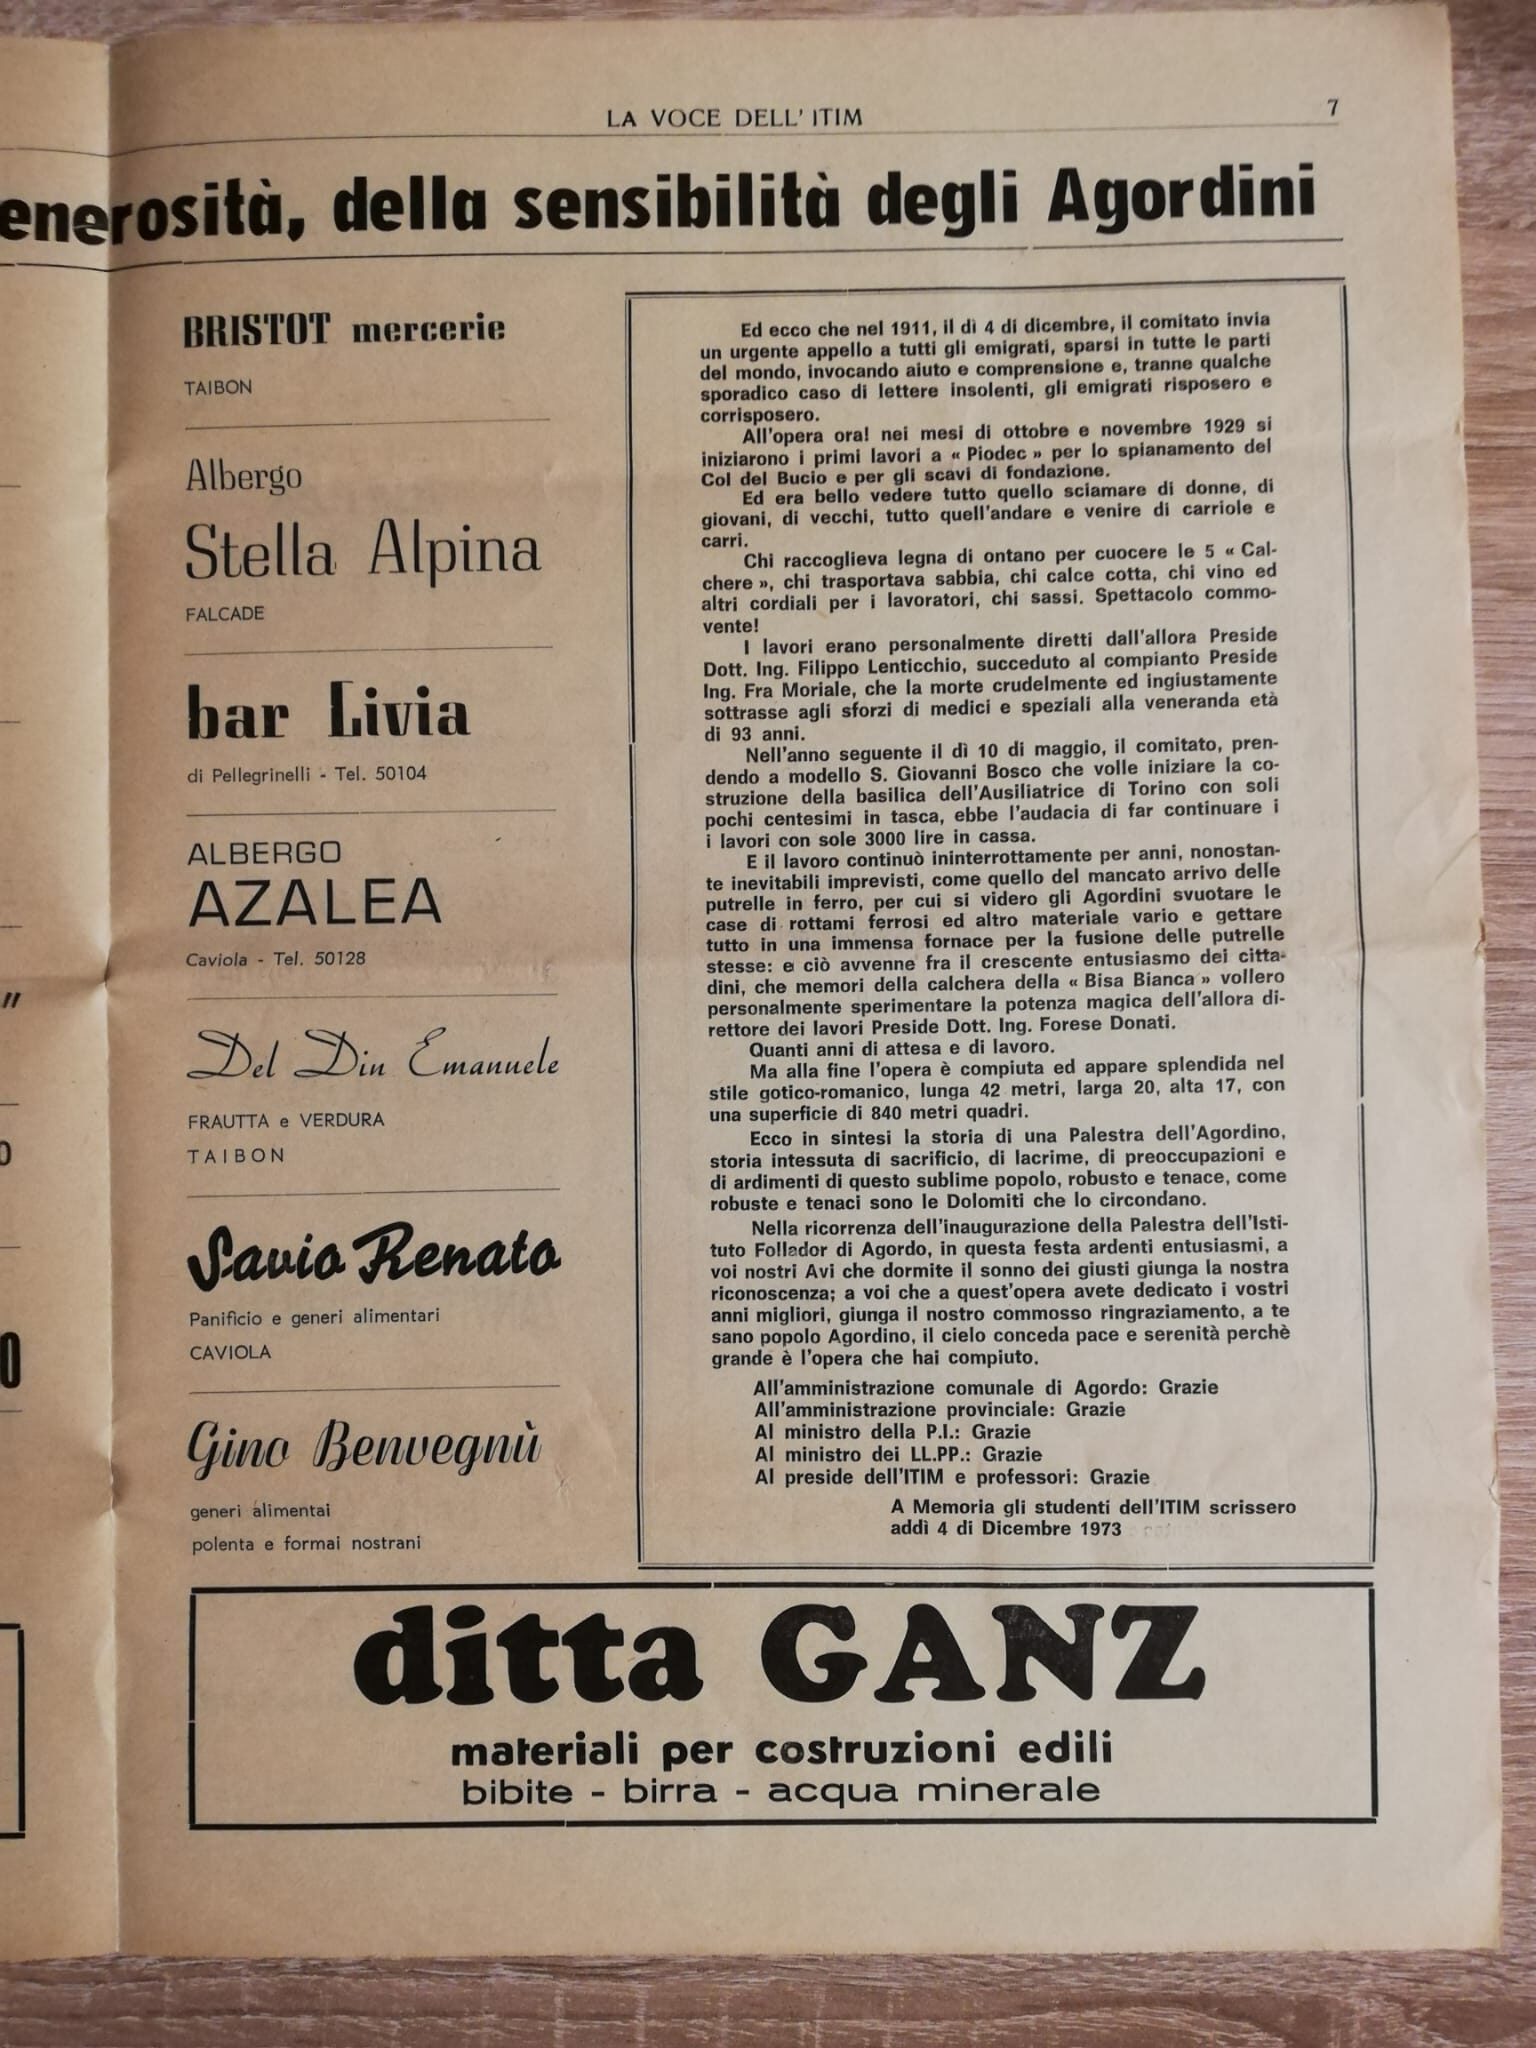 LA VOCE DELL' ITIM
7
enerosità, della sensibilità degli Agordini
BRISTOT mercerie
TAIBON
Albergo
Stella Alpina
FALCADE
bar Livia
di Pellegrinelli - Tel. 50104
ALBERGO
AZALEA
Caviola - Tel. 50128
Del Din Emanuele
FRAUTTA e VERDURA
TAIBON
Savio Renato
Panificio e generi alimentari
CAVIOLA
Gino Benvegnù
generi alimentai
polenta e formai nostrani
Ed ecco che nel 1911, il dì 4 di dicembre, il comitato invia
un urgente appello a tutti gli emigrati, sparsi in tutte le parti
del mondo, invocando aiuto e comprensione e, tranne qualche
sporadico caso di lettere insolenti, gli emigrati risposero e
corrisposero.
All'opera ora! nei mesi di ottobre e novembre 1929 si
iniziarono i primi lavori a « Piodec » per lo spianamento del
Col del Bucio e per gli scavi di fondazione.
Ed era bello vedere tutto quello sciamare di donne, di
giovani, di vecchi, tutto quell'andare e venire di carriole e
carri.
Chi raccoglieva legna di ontano per cuocere le 5 « Cal-
chere », chi trasportava sabbia, chi calce cotta, chi vino ed
altri cordiali per i lavoratori, chi sassi. Spettacolo commo-
vente!
I lavori erano personalmente diretti dall'allora Preside
Dott. Ing. Filippo Lenticchio, succeduto al compianto Preside
Ing. Fra Moriale, che la morte crudelmente ed ingiustamente
sottrasse agli sforzi di medici e speziali alla veneranda età
di 93 anni.
Nell'anno seguente il dì 10 di maggio, il comitato, pren-
dendo a modello S. Giovanni Bosco che volle iniziare la co-
struzione della basilica dell'Ausiliatrice di Torino con soli
pochi centesimi in tasca, ebbe l'audacia di far continuare i
i lavori con sole 3000 lire in cassa.
E il lavoro continuò ininterrottamente per anni, nonostan-
te inevitabili imprevisti, come quello del mancato arrivo delle
putrelle in ferro, per cui si videro gli Agordini svuotare le
case di rottami ferrosi ed altro materiale vario e gettare
tutto in una immensa fornace per la fusione delle putrelle
stesse: e ciò avvenne fra il crescente entusiasmo dei citta-
dini, che memori della calchera della « Bisa Bianca » vollero
personalmente sperimentare la potenza magica dell'allora di-
rettore dei lavori Preside Dott. Ing. Forese Donati.
Quanti anni di attesa e di lavoro.
Ma alla fine l'opera è compiuta ed appare splendida nel
stile gotico-romanico, lunga 42 metri, larga 20, alta 17, con
una superficie di 840 metri quadri.
Ecco in sintesi la storia di una Palestra dell'Agordino,
storia intessuta di sacrificio, di lacrime, di preoccupazioni e
di ardimenti di questo sublime popolo, robusto e tenace, come
robuste e tenaci sono le Dolomiti che lo circondano.
Nella ricorrenza dell'inaugurazione della Palestra dell'Isti-
tuto Follador di Agordo, in questa festa ardenti entusiasmi, a
voi nostri Avi che dormite il sonno dei giusti giunga la nostra
riconoscenza; a voi che a quest'opera avete dedicato i vostri
anni migliori, giunga il nostro commosso ringraziamento, a te
sano popolo Agordino, il cielo conceda pace e serenità perchè
grande è l'opera che hai compiuto.
All'amministrazione comunale di Agordo: Grazie
All'amministrazione provinciale: Grazie
Al ministro della P.I.: Grazie
Al ministro dei LL.PP.: Grazie
Al preside dell'ITIM e professori: Grazie
A Memoria gli studenti dell'ITIM scrissero
addì 4 di Dicembre 1973
ditta GANZ
materiali per costruzioni edili
bibite - birra - acqua minerale